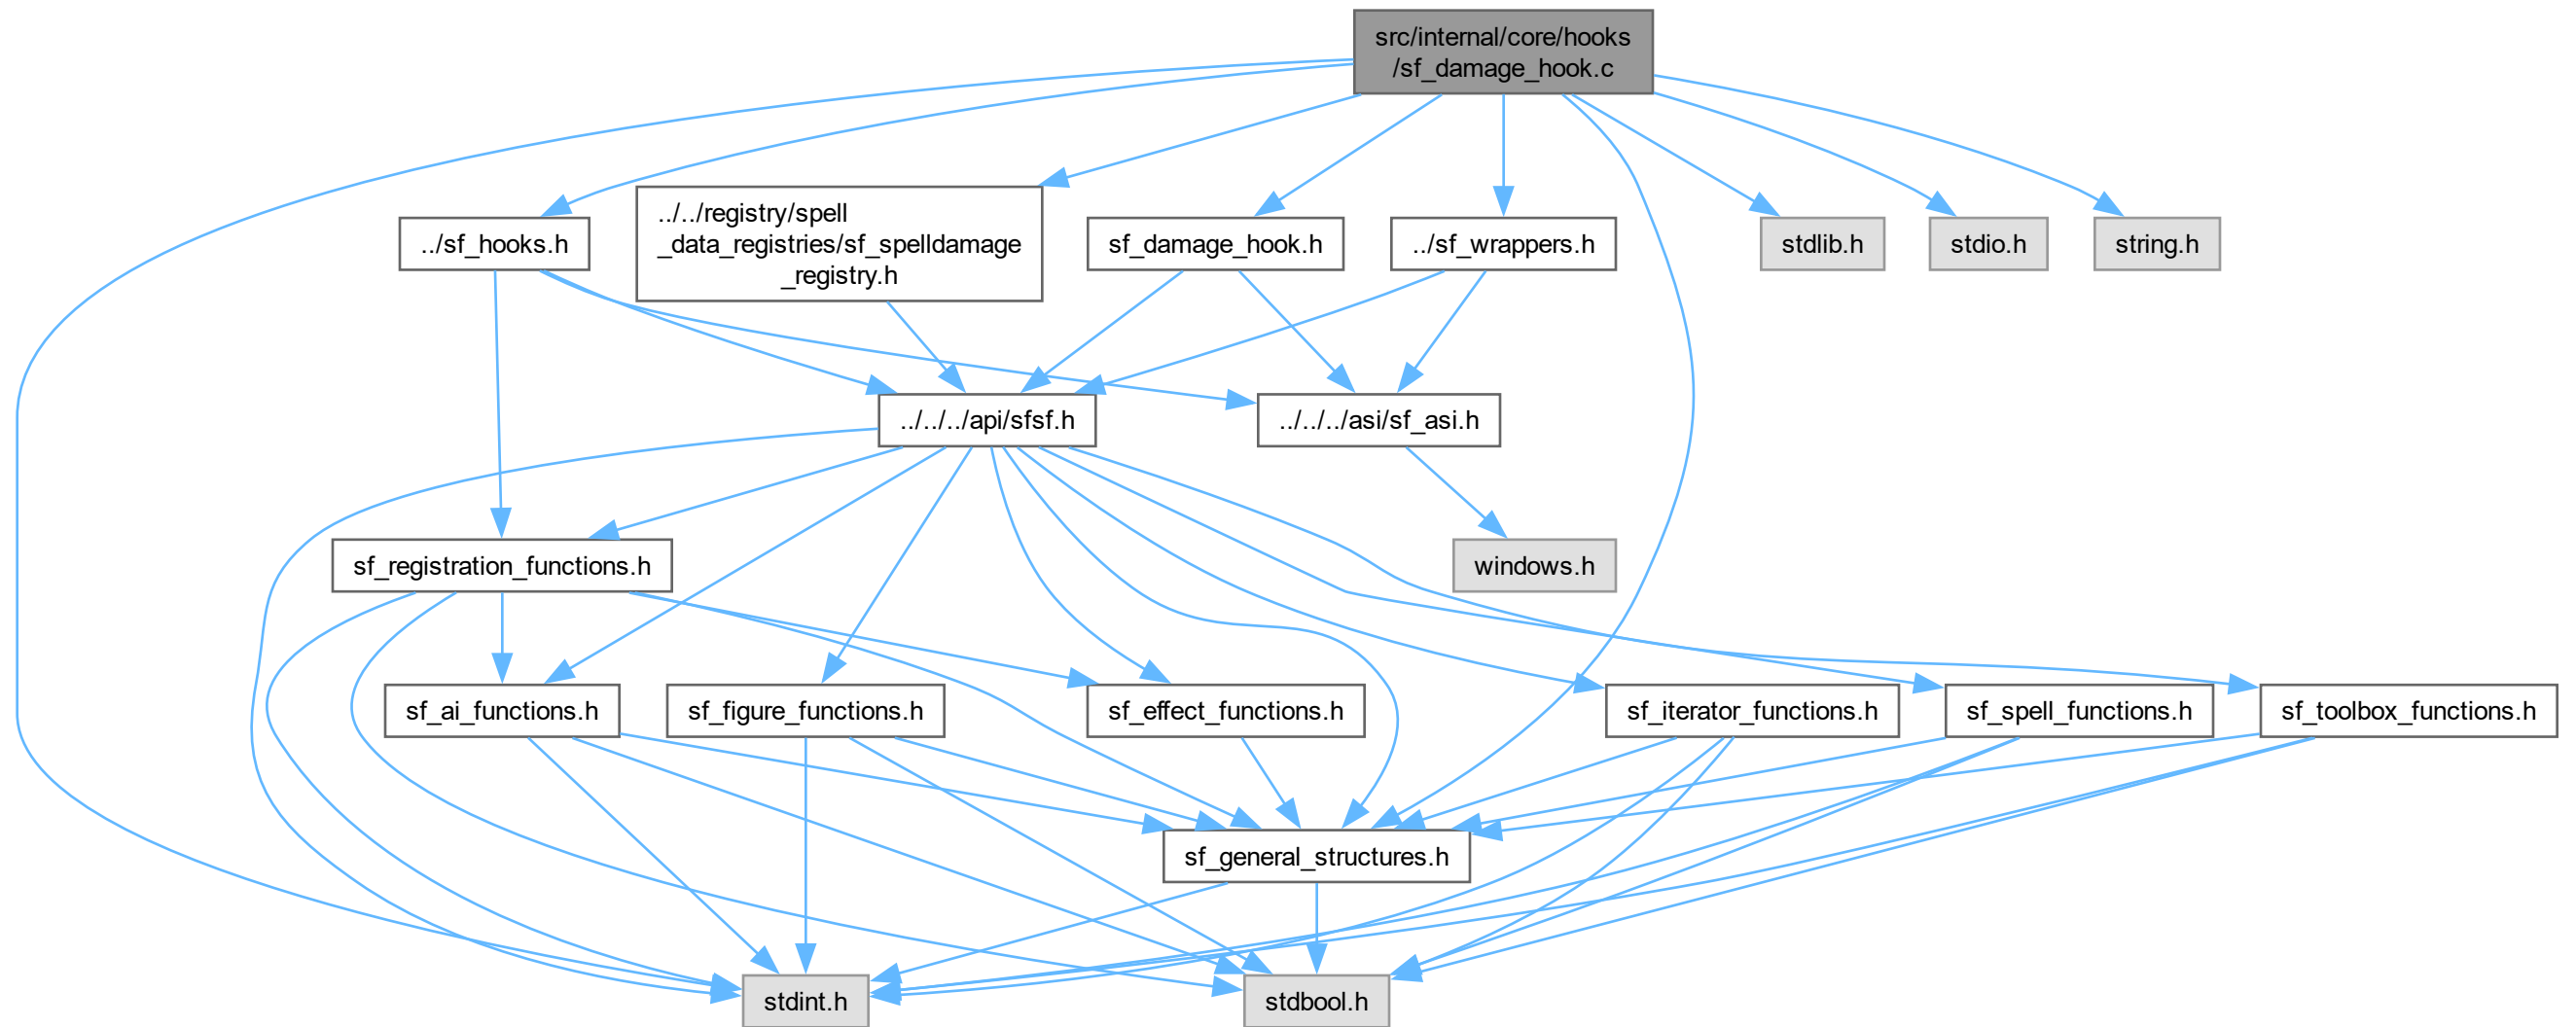 src/internal/core/hooks
/sf_damage_hook.c
../../registry/spell
_data_registries/sf_spelldamage
_registry.h
../sf_hooks.h
sf_damage_hook.h
../sf_wrappers.h
stdlib.h
stdio.h
string.h
../../../api/sfsf.h
../../../asi/sf_asi.h
sf_registration_functions.h
windows.h
sf_ai_functions.h
sf_figure_functions.h
sf_effect_functions.h
sf_iterator_functions.h
sf_spell_functions.h
sf_toolbox_functions.h
sf_general_structures.h
stdint.h
stdbool.h